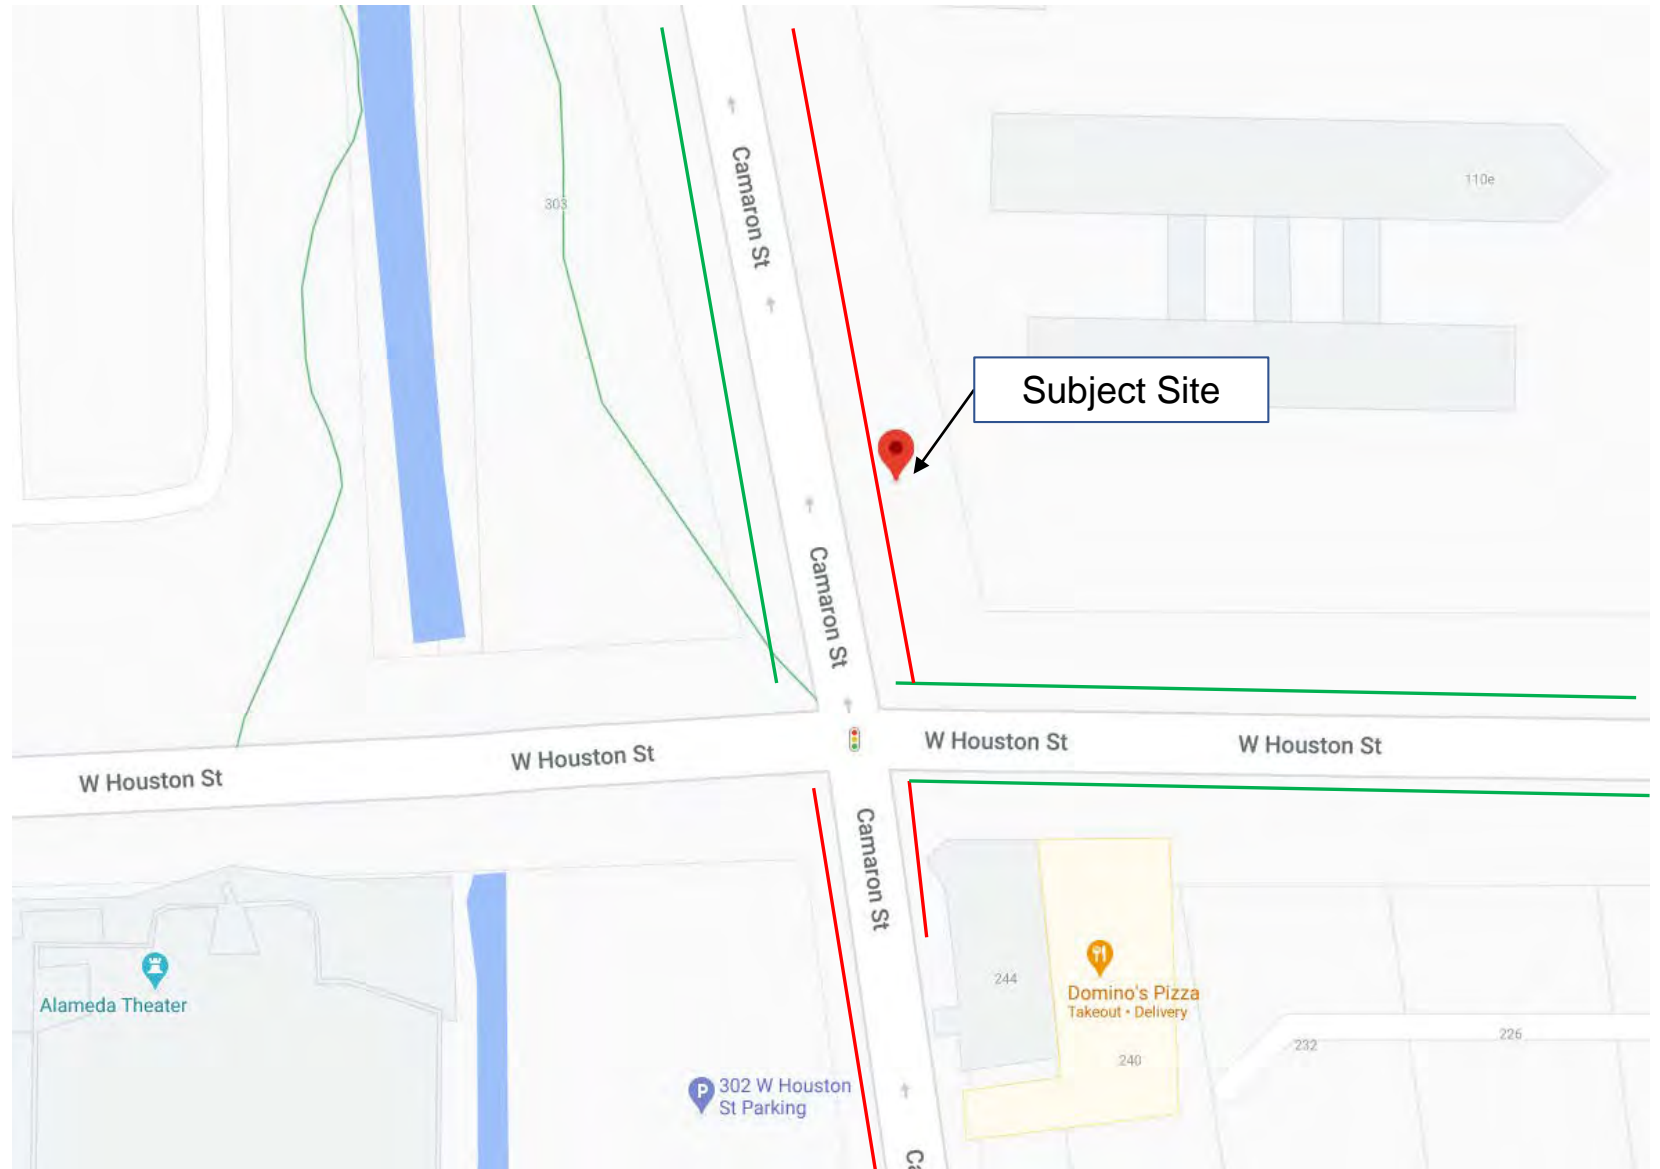 Camaron St
110e
303
Subject Site
Camaron St
W Houston St
W Houston St
W Houston St
W Houston St
Camaron St
Alameda Theater
244
Domino's Pizza
Takeout • Delivery
226
232
240
302 W Houston
St Parking
Ca